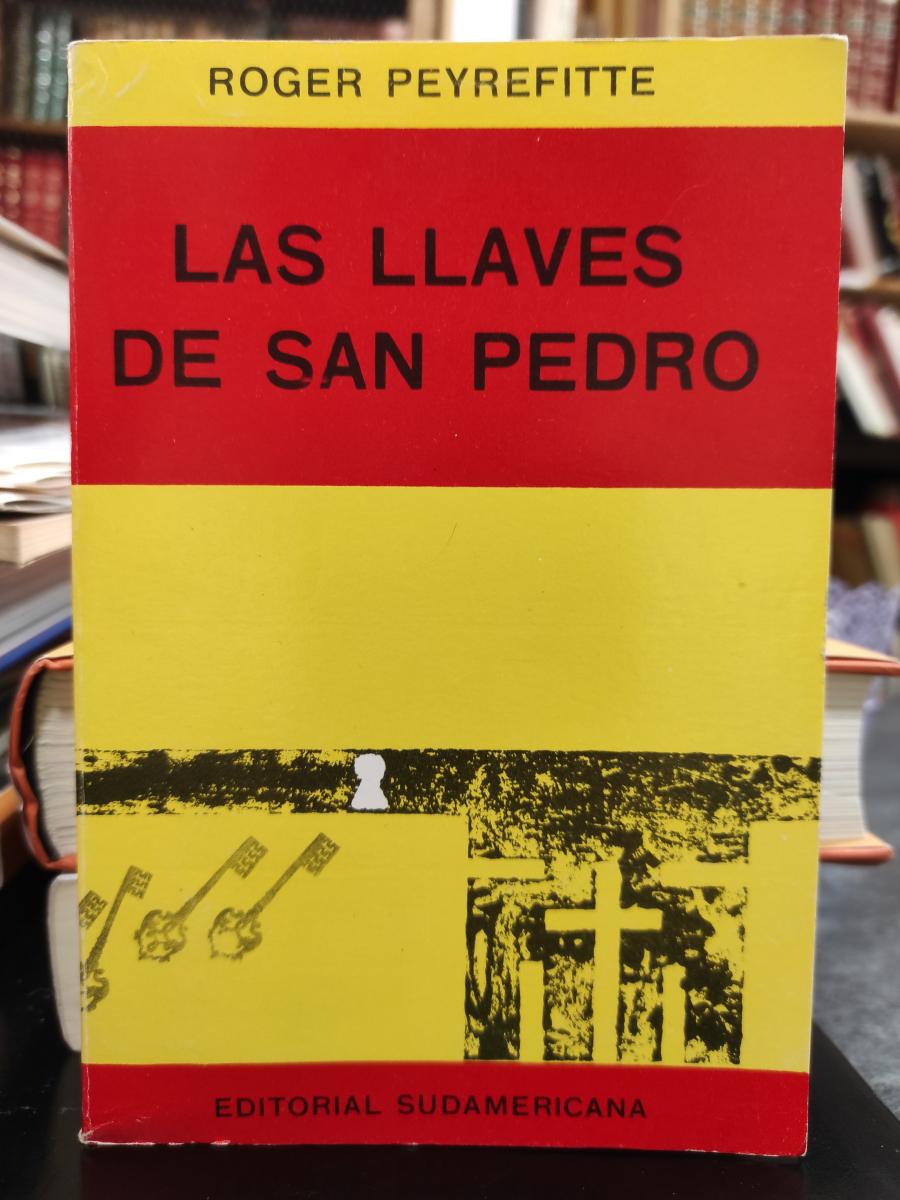 ROGER PEYREFITTE
LAS LLAVES
DE SAN PEDRO
EDITORIAL SUDAMERICANA